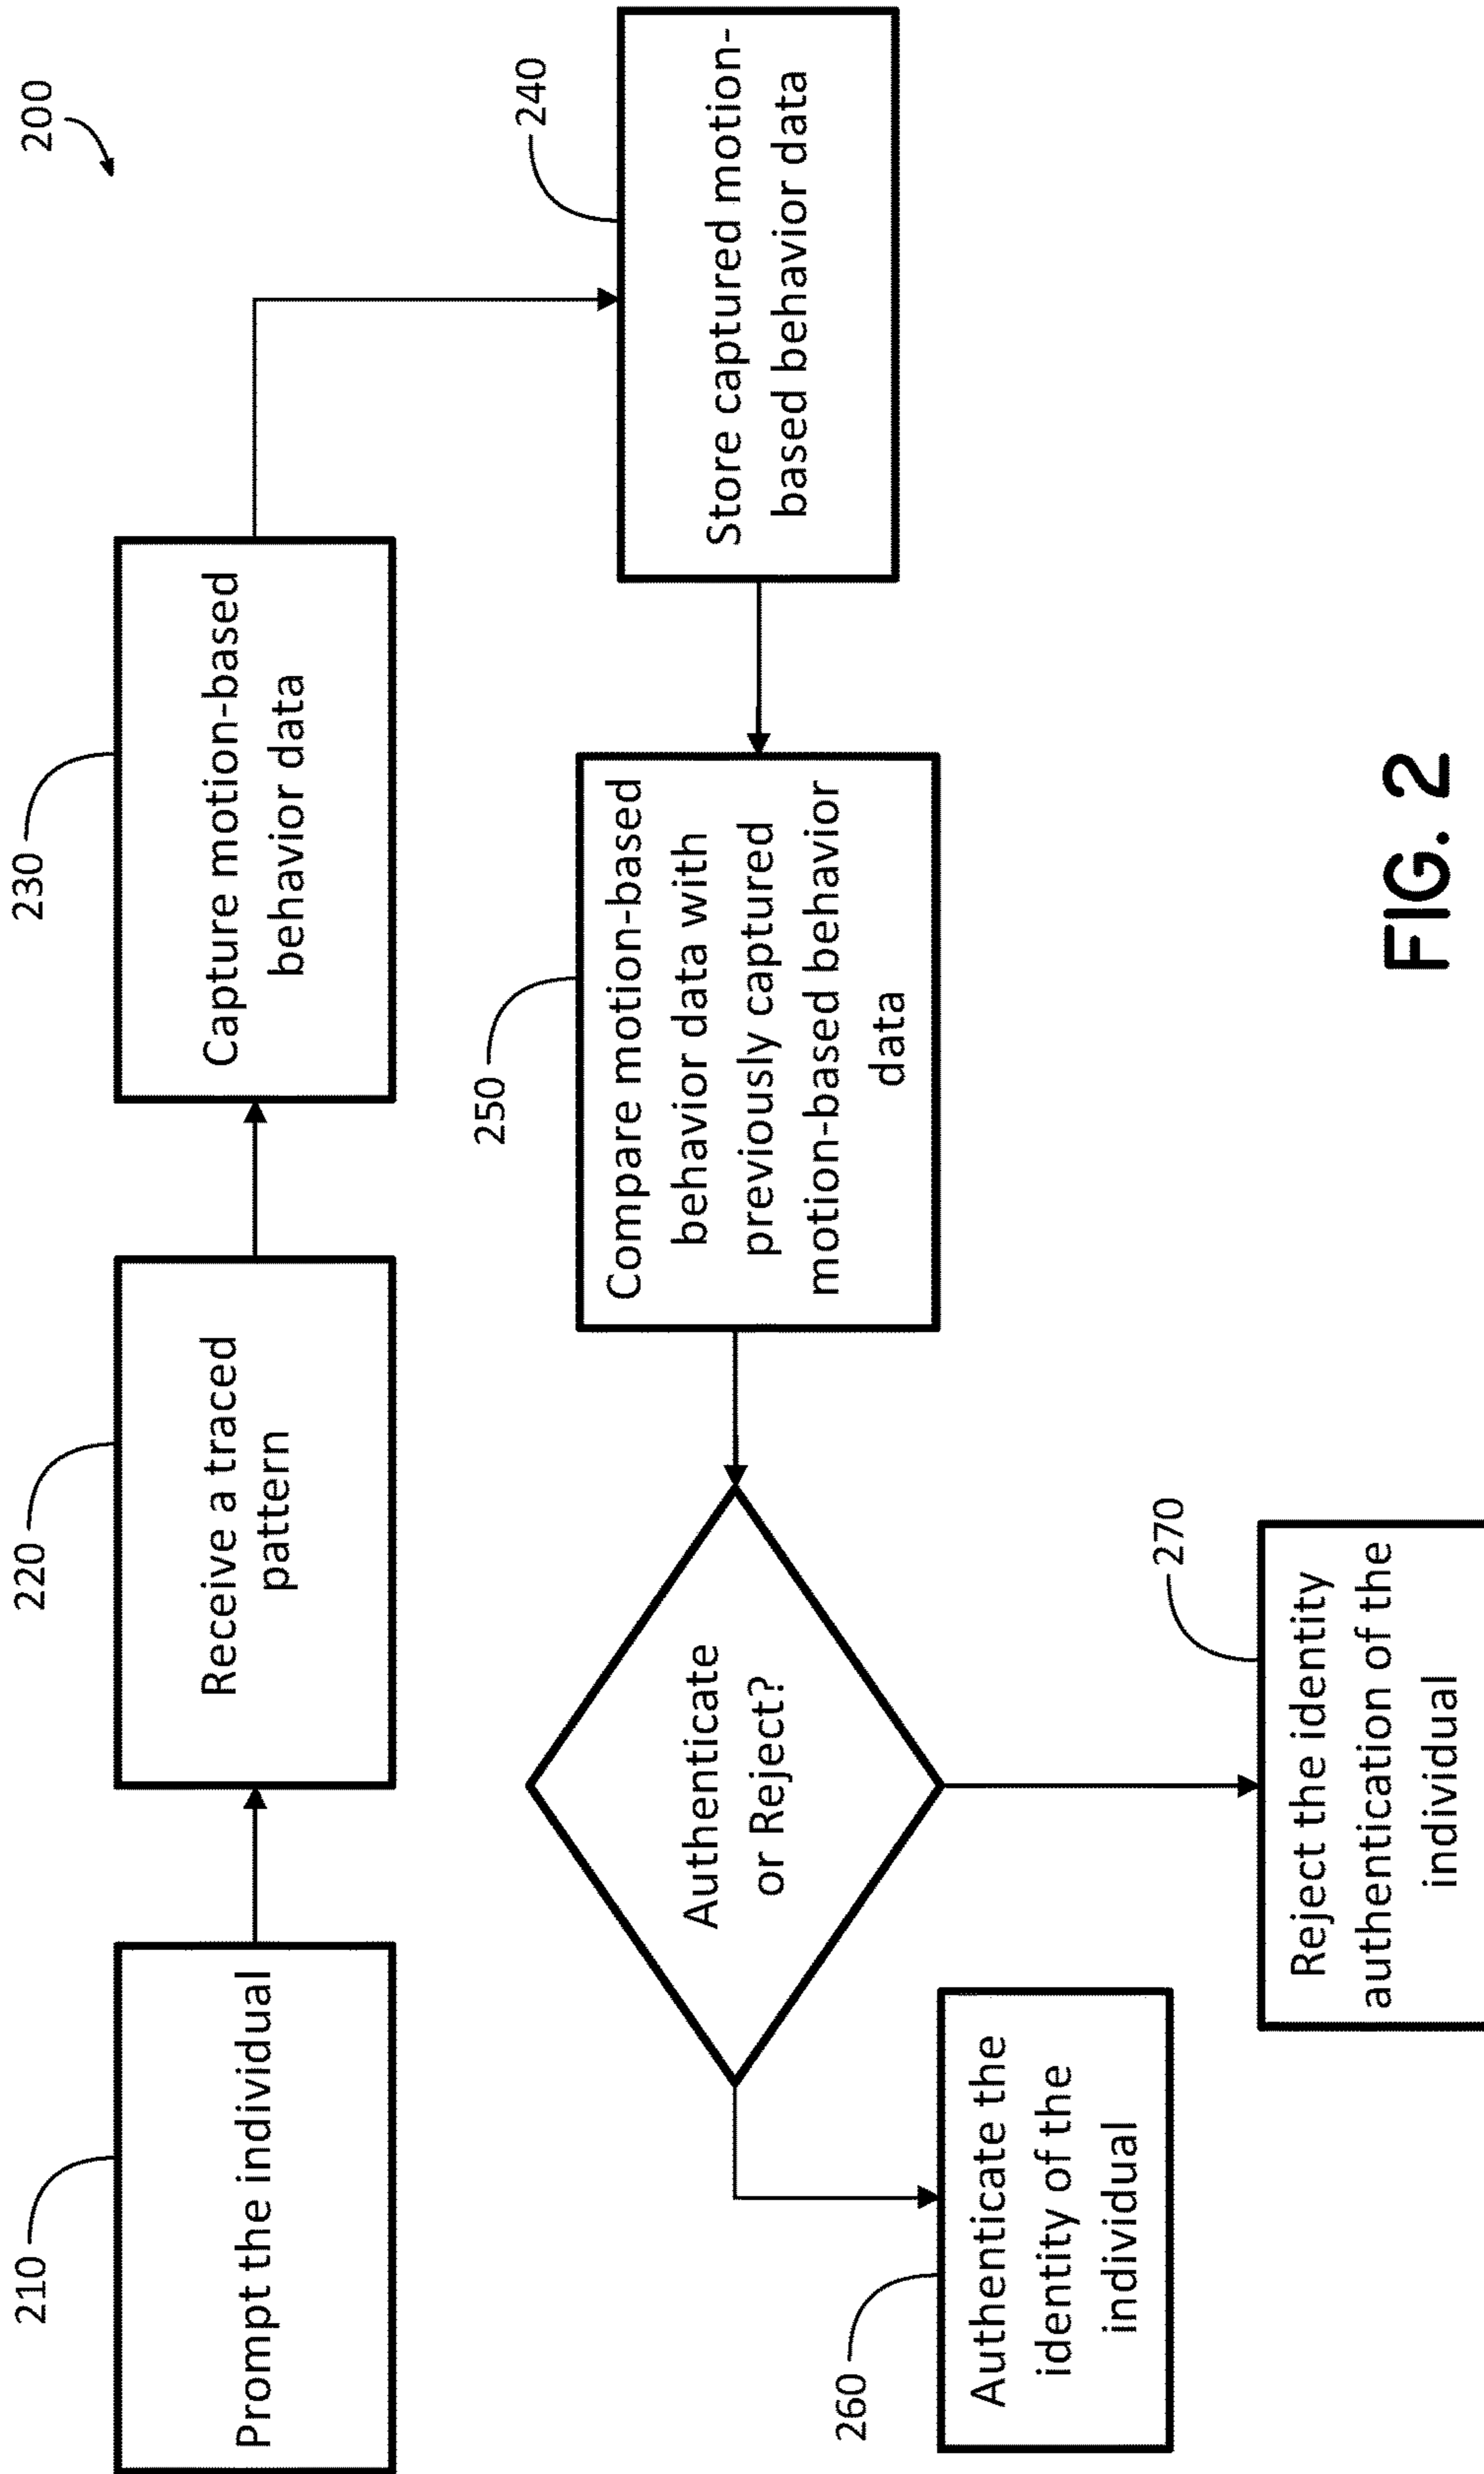 200
210
Prompt the individual
220
Receive a traced
pattern
230
Capture motion-based
behavior data
240
Store captured motion-
based behavior data
250
Compare motion-based
behavior data with
previously captured
motion-based behavior
data
Authenticate
or Reject?
260
Authenticate the
identity of the
individual
270
Reject the identity
authentication of the
individual
FIG. 2